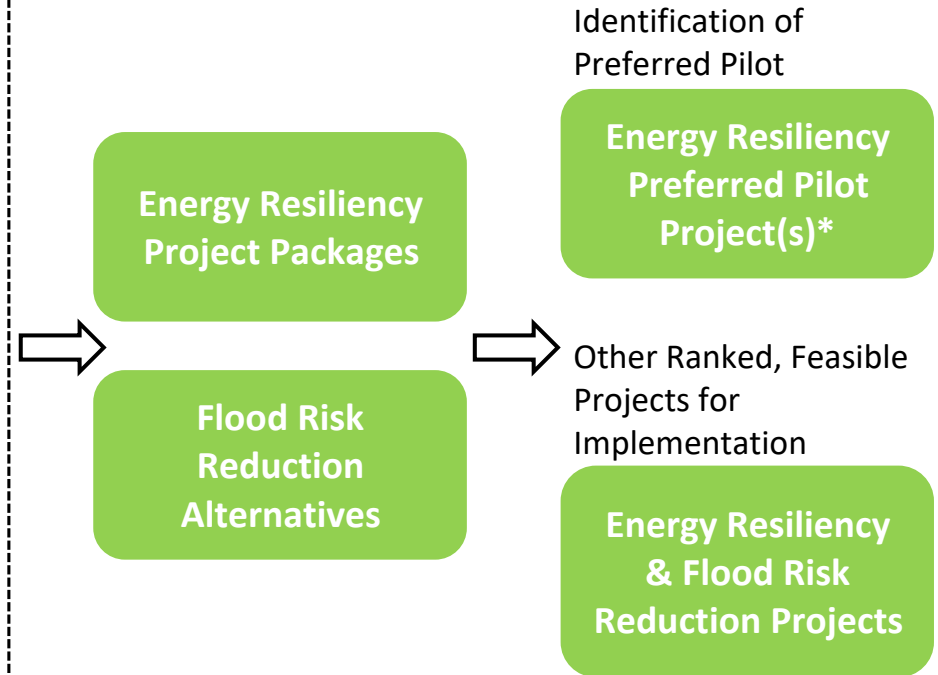 Energy Resiliency
Project Packages
Flood Risk
Reduction
Alternatives
Identification of
Preferred Pilot
Energy Resiliency
Preferred Pilot
Project(s)*
Other Ranked, Feasible
Projects for
Implementation
Energy Resiliency
& Flood Risk
Reduction Projects